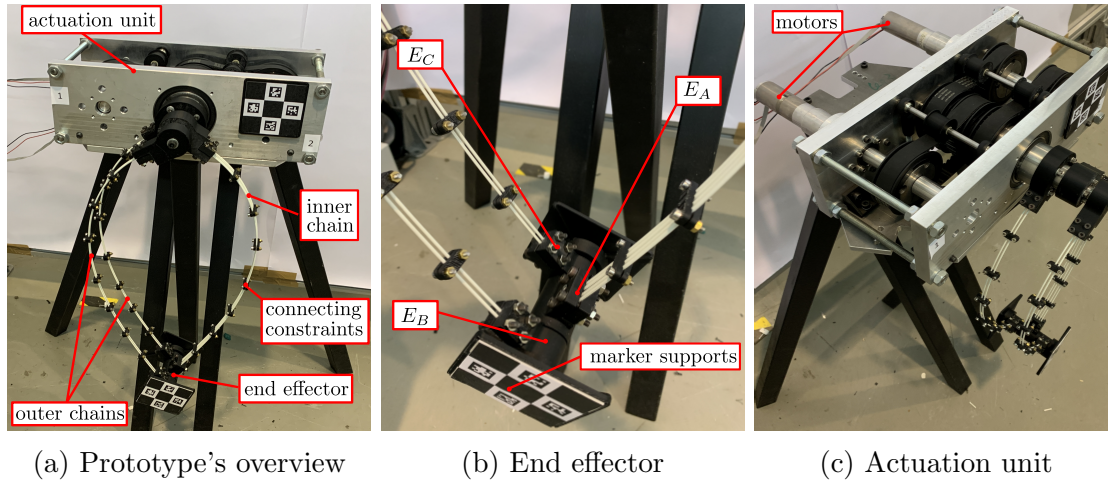 actuation unit
1
2
inner
chain
connecting
constraints
end effector
outer chains
E_C
E_A
E_B
marker supports
motors
1
(a) Prototype's overview
(b) End effector
(c) Actuation unit